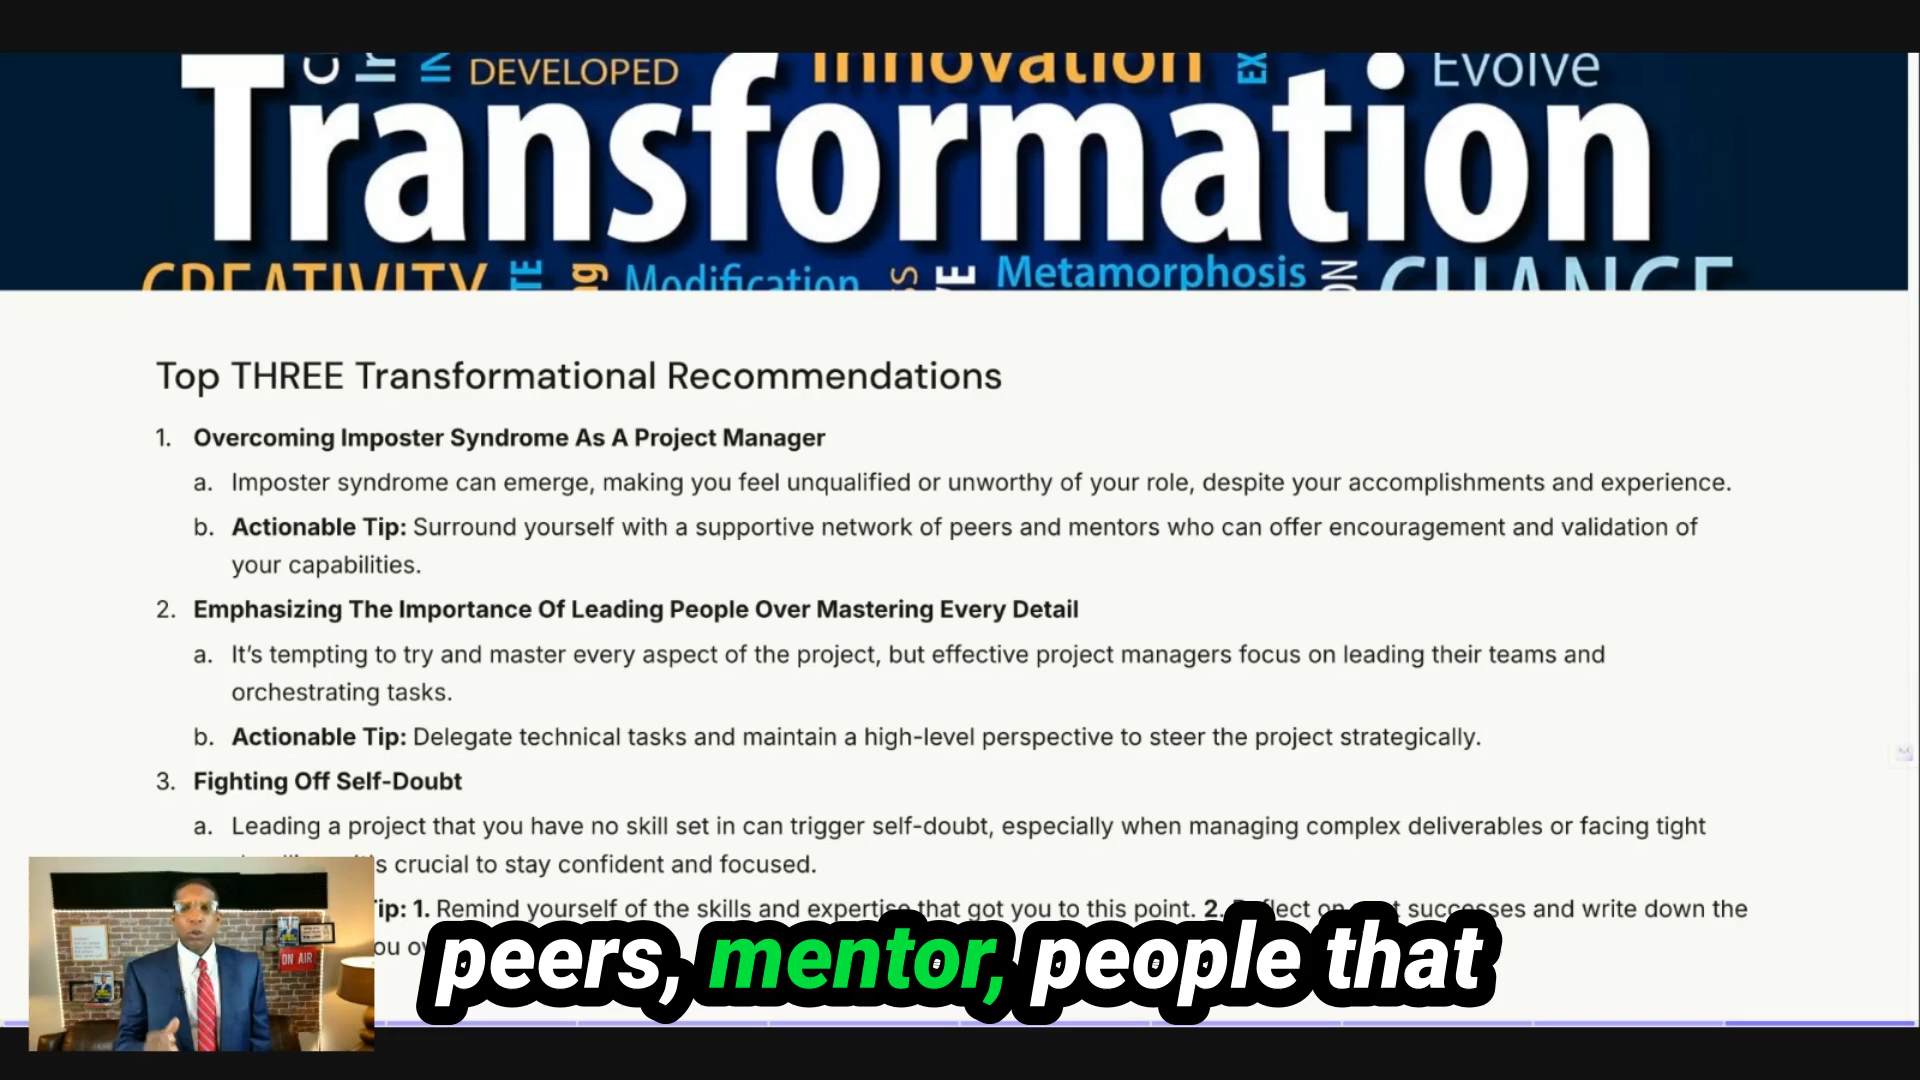 DEVELOPED Innovation EX Evolve
Transformation
CREATIVITY Modification Metamorphosis CHANGE
Top THREE Transformational Recommendations
1. Overcoming Imposter Syndrome As A Project Manager
a. Imposter syndrome can emerge, making you feel unqualified or unworthy of your role, despite your accomplishments and experience.
b. Actionable Tip: Surround yourself with a supportive network of peers and mentors who can offer encouragement and validation of
your capabilities.
2. Emphasizing The Importance Of Leading People Over Mastering Every Detail
a. It's tempting to try and master every aspect of the project, but effective project managers focus on leading their teams and
orchestrating tasks.
b. Actionable Tip: Delegate technical tasks and maintain a high-level perspective to steer the project strategically.
3. Fighting Off Self-Doubt
a. Leading a project that you have no skill set in can trigger self-doubt, especially when managing complex deliverables or facing tight
crucial to stay confident and focused.
Tip: 1. Remind yourself of the skills and expertise that got you to this point. 2. successes and write down the
peers, mentor, people that
ON AIR